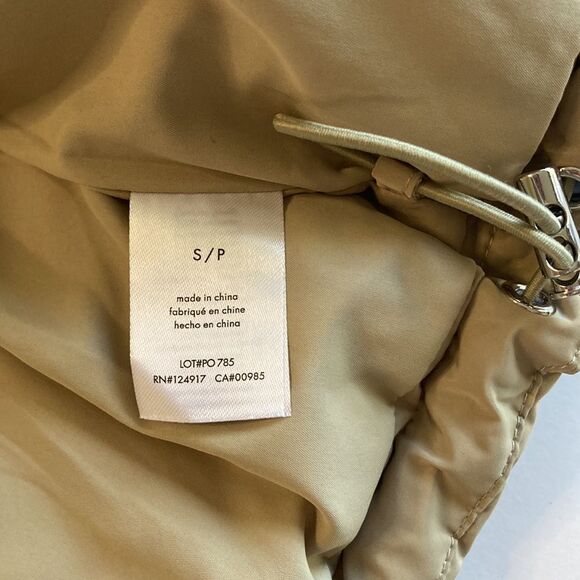 S/P
made in china
fabriqué en chine
hecho en china
LOT#PO 785
RN#124917 CA#00985